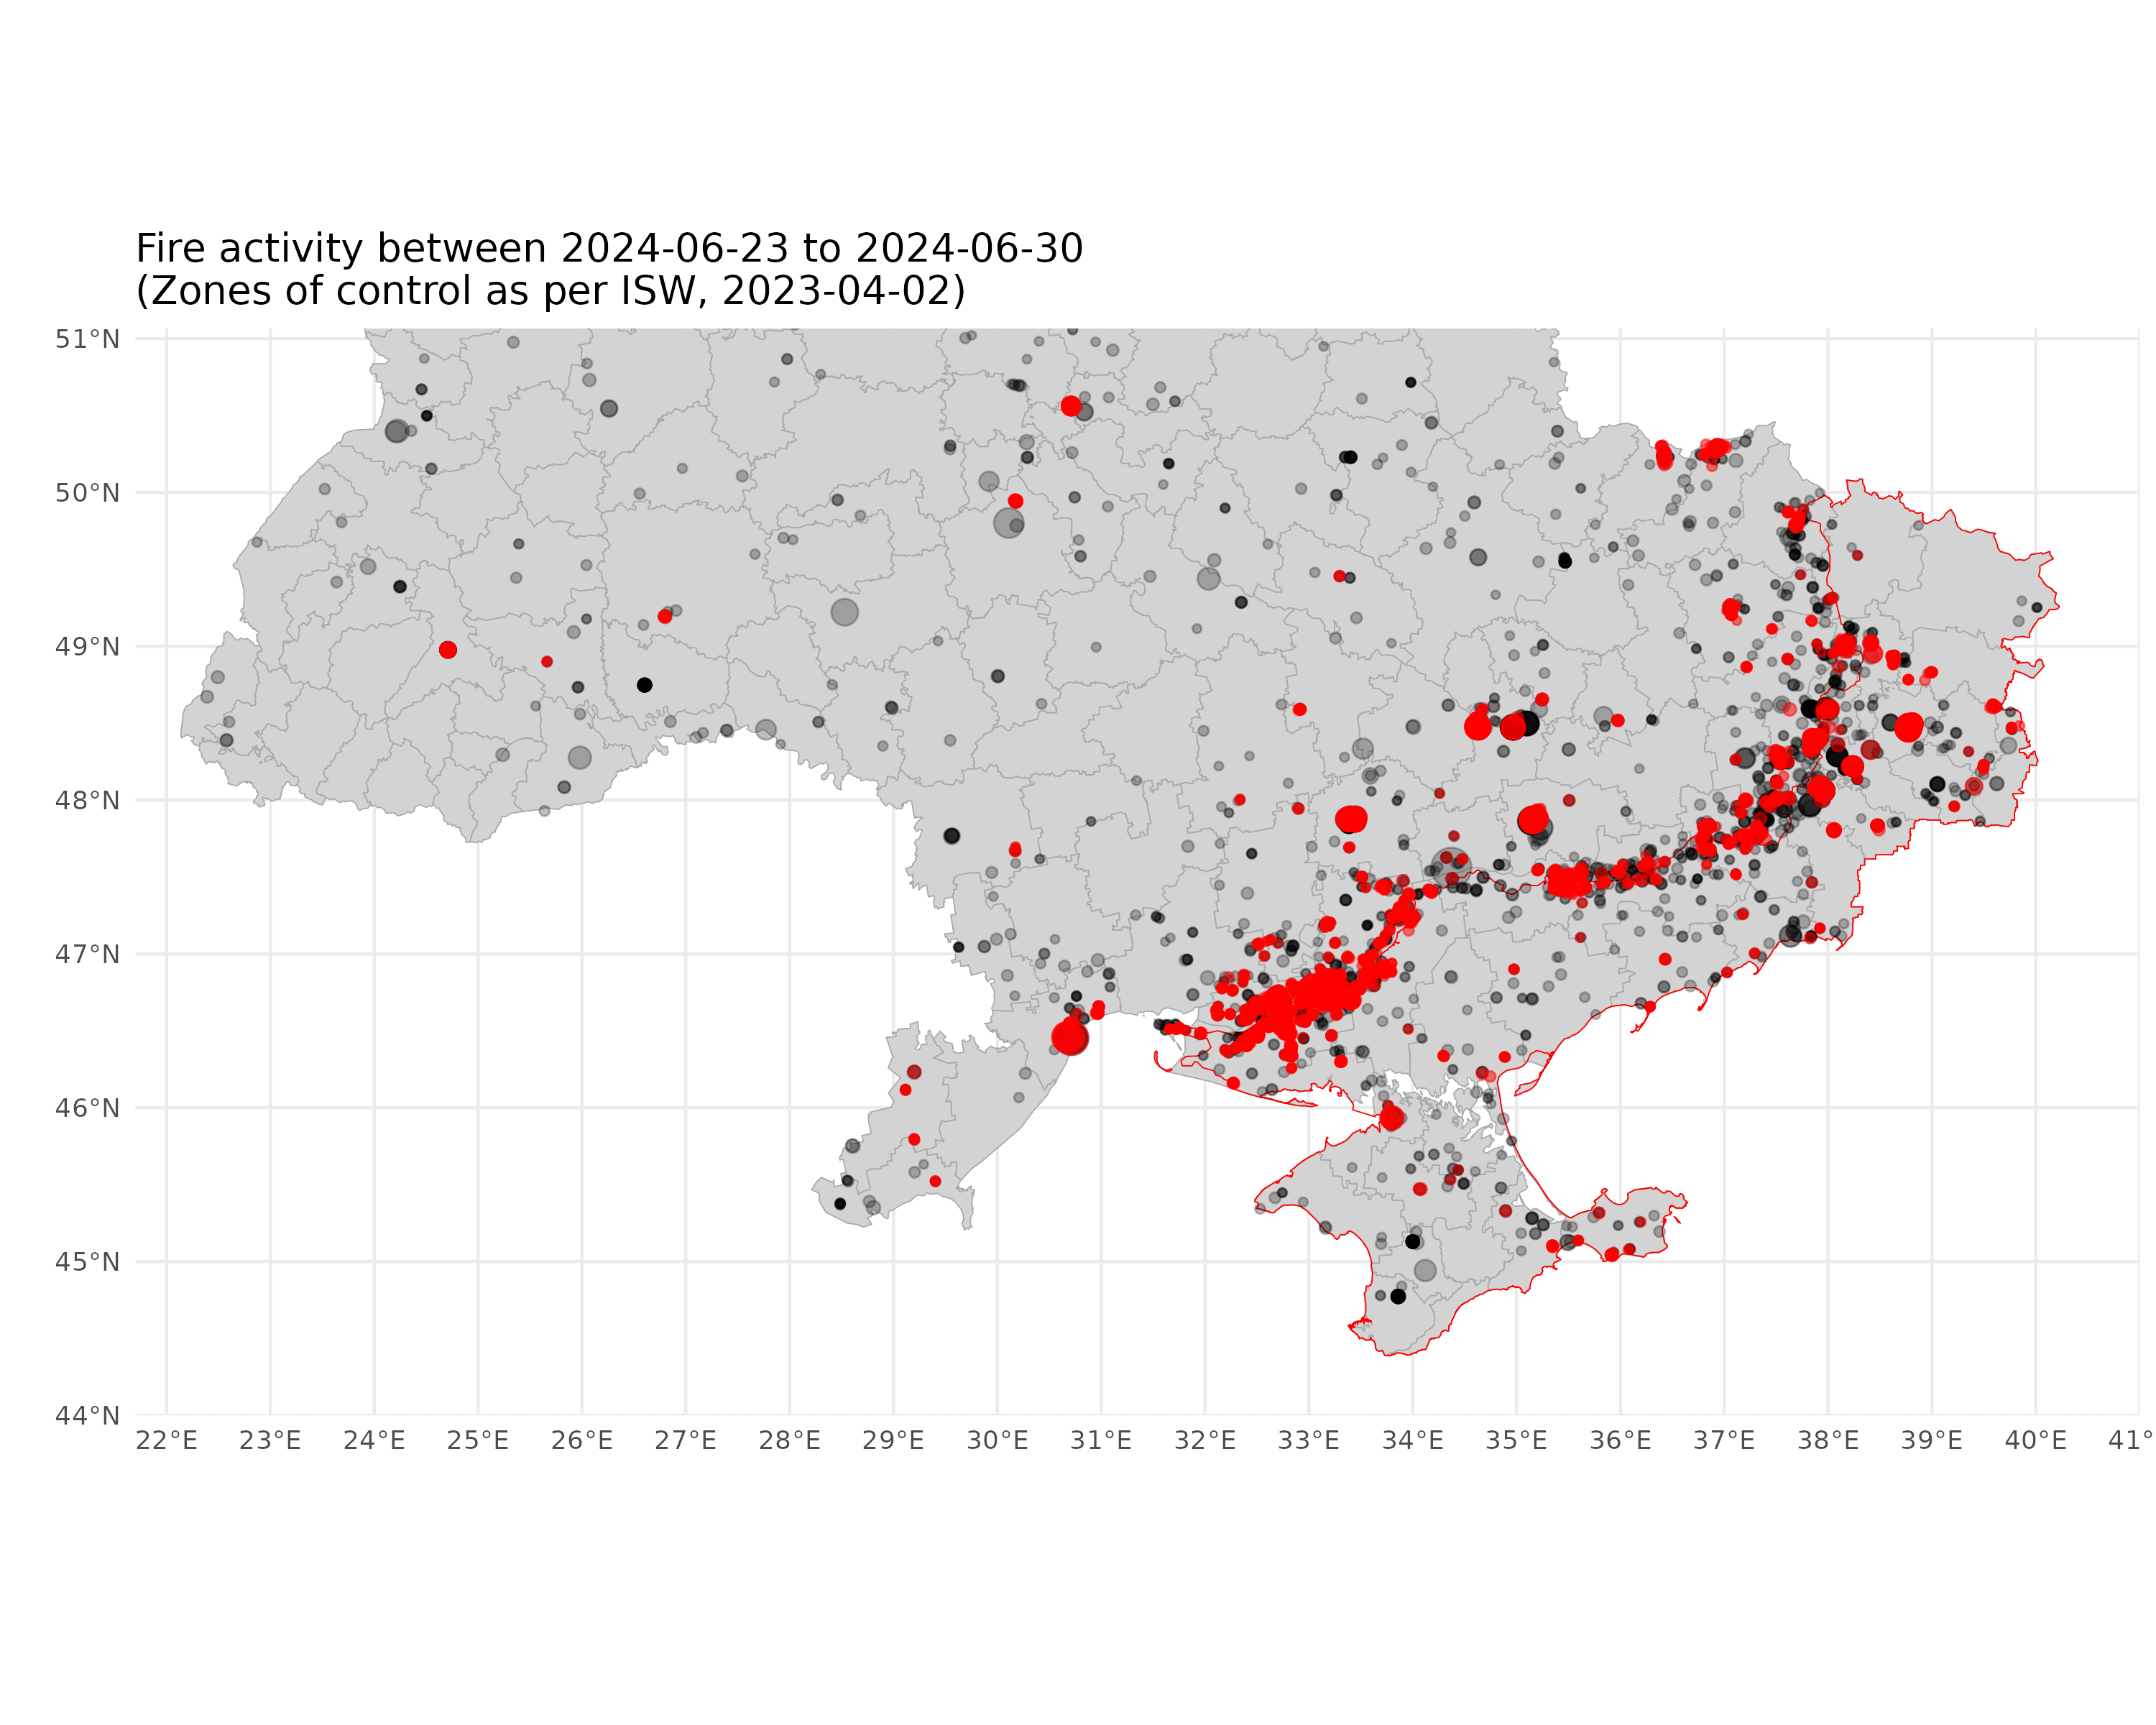 Fire activity between 2024-06-23 to 2024-06-30
(Zones of control as per ISW, 2023-04-02)
51°N
50°N
49°N
48°N
47°N
46°N
45°N
44°N
22°E 23°E 24°E 25°E 26°E 27°E 28°E 29°E 30°E 31°E 32°E 33°E 34°E 35°E 36°E 37°E 38°E 39°E 40°E 41°